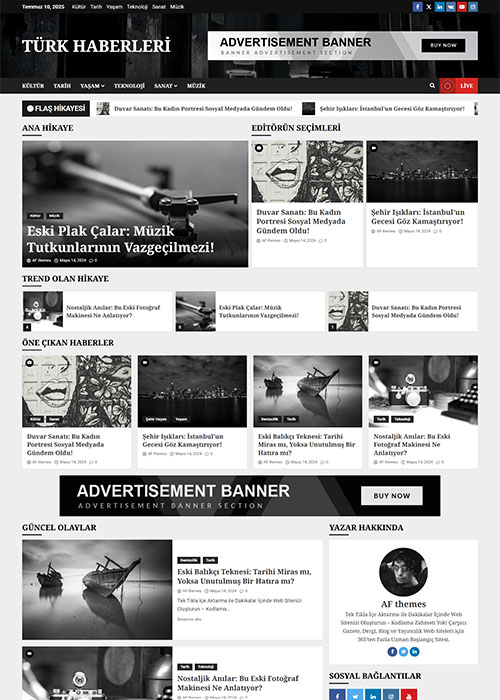 Temmuz 10, 2025 Kültür Tarih Yaşam Teknoloji Sanat Müzik
TÜRK HABERLERİ
ADVERTISEMENT BANNER
BANNER ADVERTISEMENT SECTION
BUY NOW
KÜLTÜR TARİH YAŞAM TEKNOLOJİ SANAT MÜZİK
LİVE
FLAŞ HİKAYESİ
Duvar Sanatı: Bu Kadın Portresi Sosyal Medyada Gündem Oldu!
Şehir Işıkları: İstanbul'un Gecesi Göz Kamaştırıyor!
ANA HİKAYE
Kültür Müzik
Eski Plak Çalar: Müzik
Tutkunlarının Vazgeçilmezi!
AF themes Mayıs 14, 2024 0
EDİTÖRÜN SEÇİMLERİ
Duvar Sanatı: Bu Kadın
Portresi Sosyal Medyada
Gündem Oldu!
AF themes Mayıs 14, 2024 0
Şehir Işıkları: İstanbul'un
Gecesi Göz Kamaştırıyor!
AF themes Mayıs 14, 2024 0
TREND OLAN HİKAYE
4
Nostaljik Anılar: Bu Eski Fotoğraf
Makinesi Ne Anlatıyor?
5
Eski Plak Çalar: Müzik
Tutkunlarının Vazgeçilmezi!
Duvar Sanatı: Bu Kadın Portresi
Sosyal Medyada Gündem Oldu!
ÖNE ÇIKAN HABERLER
Kültür Sanat
Duvar Sanatı: Bu Kadın
Portresi Sosyal Medyada
Gündem Oldu!
AF themes Mayıs 14, 2024 0
Şehir Hayatı Yaşam
Şehir Işıkları: İstanbul'un
Gecesi Göz Kamaştırıyor!
AF themes Mayıs 14, 2024 0
Denizcilik Tarih
Eski Balıkçı Teknesi: Tarihi
Miras mı, Yoksa Unutulmuş Bir
Hatıra mı?
AF themes Mayıs 14, 2024 0
Tarih Teknoloji
Nostaljik Anılar: Bu Eski
Fotoğraf Makinesi Ne
Anlatıyor?
AF themes Mayıs 14, 2024 0
ADVERTISEMENT BANNER
ADVERTISEMENT BANNER SECTION
BUY NOW
GÜNCEL OLAYLAR
Denizcilik Tarih
Eski Balıkçı Teknesi: Tarihi Miras mı,
Yoksa Unutulmuş Bir Hatıra mı?
AF themes Mayıs 14, 2024 0
Tek Tıkla İçe Aktarma ile Dakikalar İçinde Web Sitenizi
Oluşturun – Kodlama...
Devamını oku
Tarih Teknoloji
Nostaljik Anılar: Bu Eski Fotoğraf
Makinesi Ne Anlatıyor?
AF themes Mayıs 14, 2024 0
YAZAR HAKKINDA
AF themes
Tek Tıkla İçe Aktarma ile Dakikalar İçinde Web
Sitenizi Oluşturun – Kodlama Zahmeti Yok! Çarpıcı
Gazete, Dergi, Blog ve Yayıncılık Web Siteleri için
365'ten Fazla Uzman Başlangıç Sitesi.
SOSYAL BAĞLANTILAR